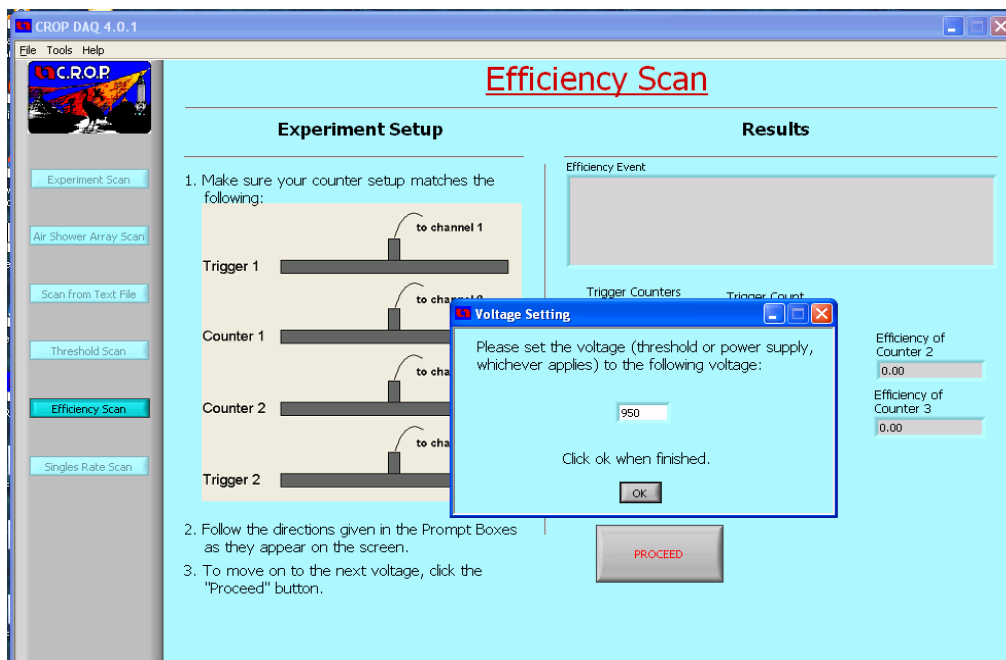 CROP DAQ 4.0.1
File Tools Help
C.R.O.P.
Efficiency Scan
Experiment Setup
Results
Experiment Scan
Air Shower Array Scan
Scan from Text File
Threshold Scan
Efficiency Scan
Singles Rate Scan
1. Make sure your counter setup matches the
following:
to channel 1
Trigger 1
Counter 1
Counter 2
to cha
Trigger 2
2. Follow the directions given in the Prompt Boxes
as they appear on the screen.
3. To move on to the next voltage, click the
"Proceed" button.
Efficiency Event
Trigger Counters
Trigger Count
Voltage Setting
Please set the voltage (threshold or power supply,
whichever applies) to the following voltage:
950
Click ok when finished.
OK
Efficiency of
Counter 2
0.00
Efficiency of
Counter 3
0.00
PROCEED